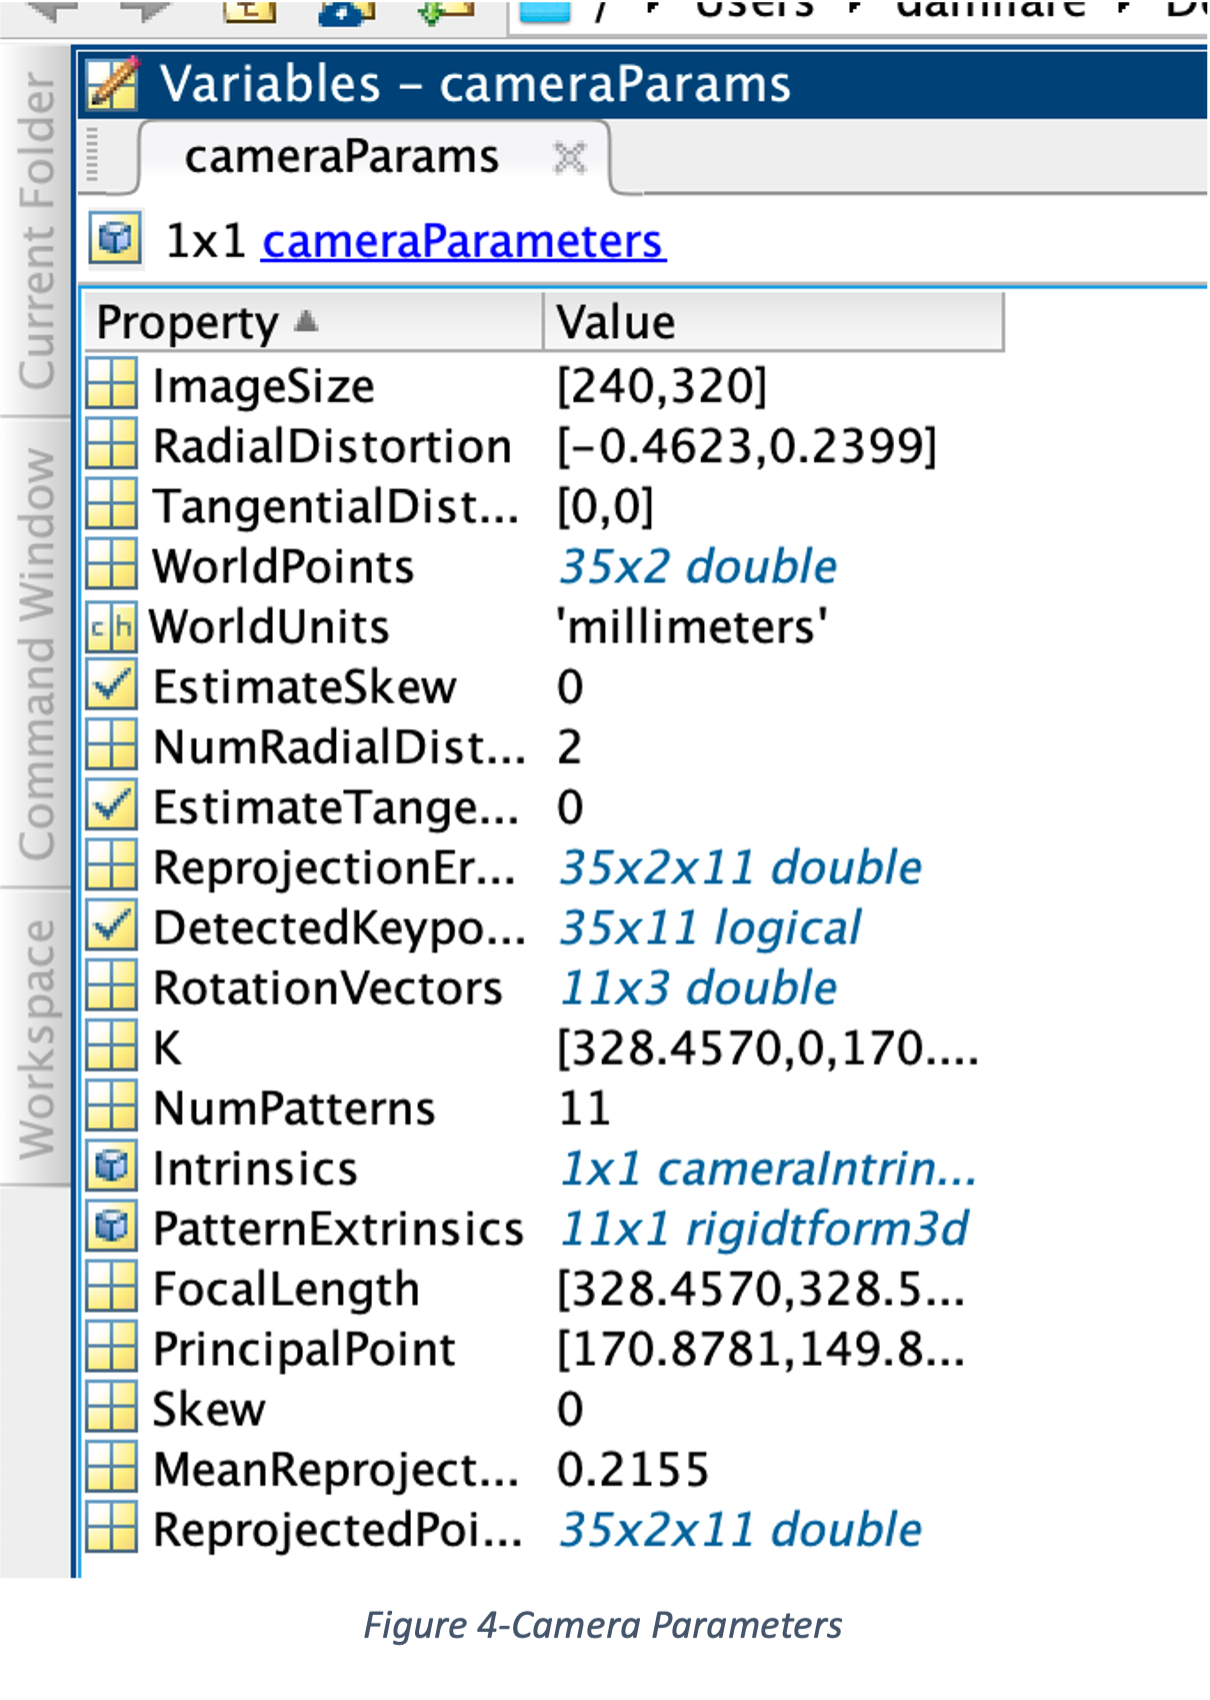 / Users
Variables – cameraParams
cameraParams
1x1 cameraParameters
Property Value
ImageSize [240,320]
RadialDistortion [-0.4623,0.2399]
TangentialDist... [0,0]
WorldPoints 35x2 double
WorldUnits 'millimeters'
EstimateSkew 0
NumRadialDist... 2
EstimateTange... 0
ReprojectionEr... 35x2x11 double
DetectedKeypo... 35x11 logical
RotationVectors 11x3 double
K [328.4570,0,170....
NumPatterns 11
Intrinsics 1x1 cameraIntrin...
PatternExtrinsics 11x1 rigidtform3d
FocalLength [328.4570,328.5...
PrincipalPoint [170.8781,149.8...
Skew 0
MeanReproject... 0.2155
ReprojectedPoi... 35x2x11 double
Current Folder
Command Window
Workspace
Figure 4-Camera Parameters